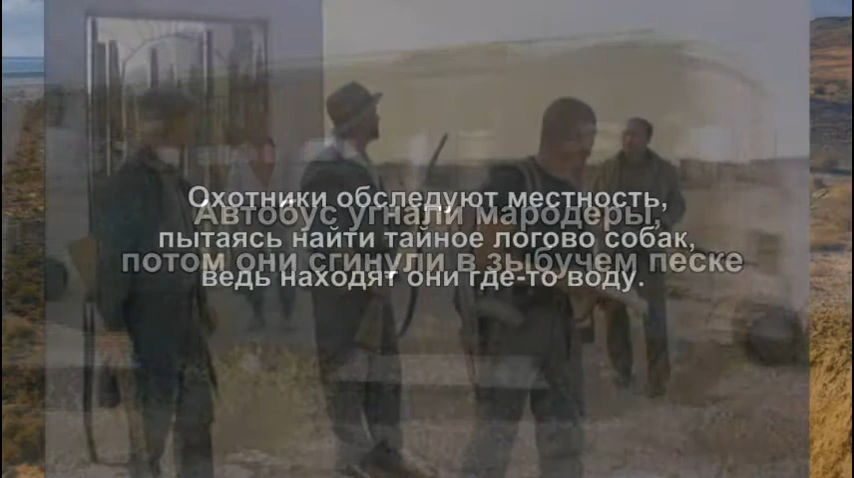 Охотники обследуют местность,
Автобус угнали мародеры,
пытаясь найти тайное логово собак,
потом они сгинули в зыбучем песке
ведь находят они где-то воду.